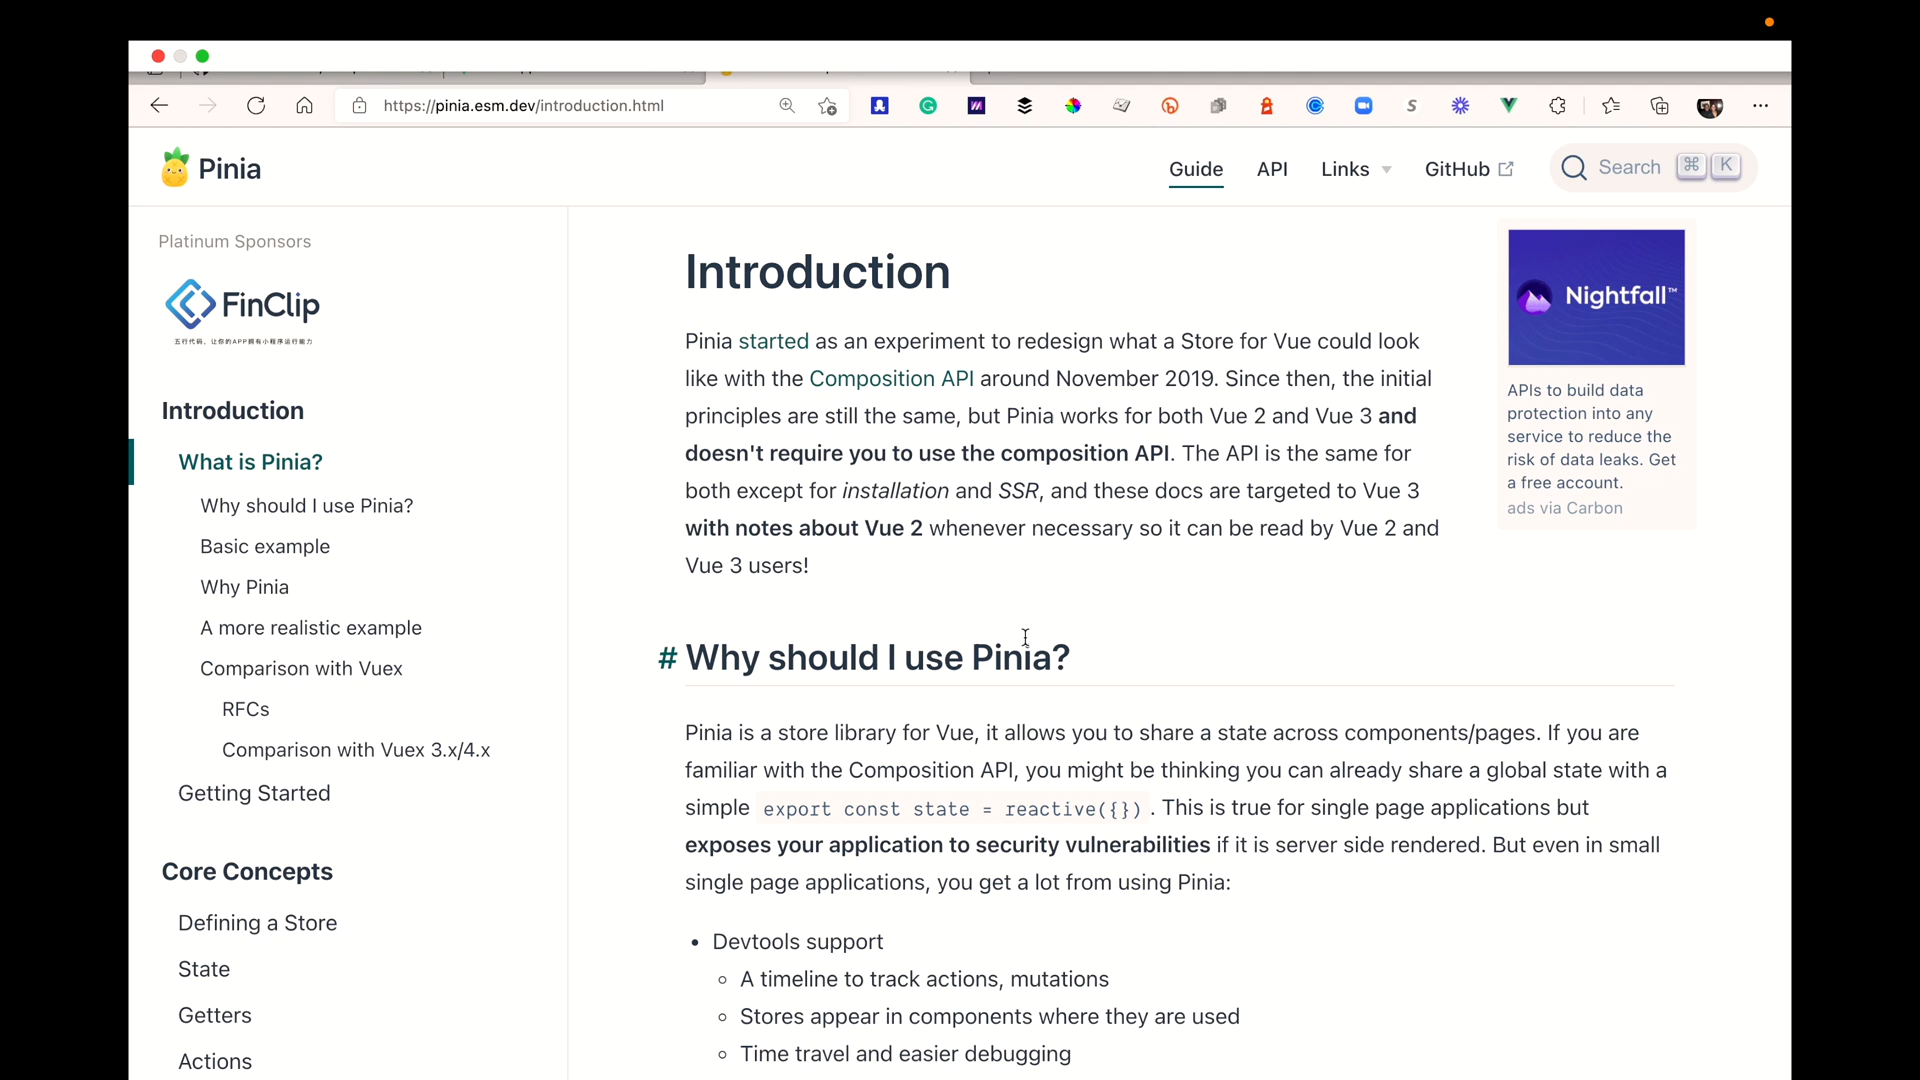 https://pinia.esm.dev/introduction.html
Pinia
Guide
API
Links
GitHub
Search
⌘
K
Platinum Sponsors
FinClip
五行代码，让你的APP拥有小程序运行能力
Introduction
What is Pinia?
Why should I use Pinia?
Basic example
Why Pinia
A more realistic example
Comparison with Vuex
RFCs
Comparison with Vuex 3.x/4.x
Getting Started
Core Concepts
Defining a Store
State
Getters
Actions
Introduction
Pinia started as an experiment to redesign what a Store for Vue could look
like with the Composition API around November 2019. Since then, the initial
principles are still the same, but Pinia works for both Vue 2 and Vue 3 and
doesn't require you to use the composition API. The API is the same for
both except for installation and SSR, and these docs are targeted to Vue 3
with notes about Vue 2 whenever necessary so it can be read by Vue 2 and
Vue 3 users!
# Why should I use Pinia?
Pinia is a store library for Vue, it allows you to share a state across components/pages. If you are
familiar with the Composition API, you might be thinking you can already share a global state with a
simple export const state = reactive({}) . This is true for single page applications but
exposes your application to security vulnerabilities if it is server side rendered. But even in small
single page applications, you get a lot from using Pinia:
• Devtools support
◦ A timeline to track actions, mutations
◦ Stores appear in components where they are used
◦ Time travel and easier debugging
Nightfall™
APIs to build data
protection into any
service to reduce the
risk of data leaks. Get
a free account.
ads via Carbon